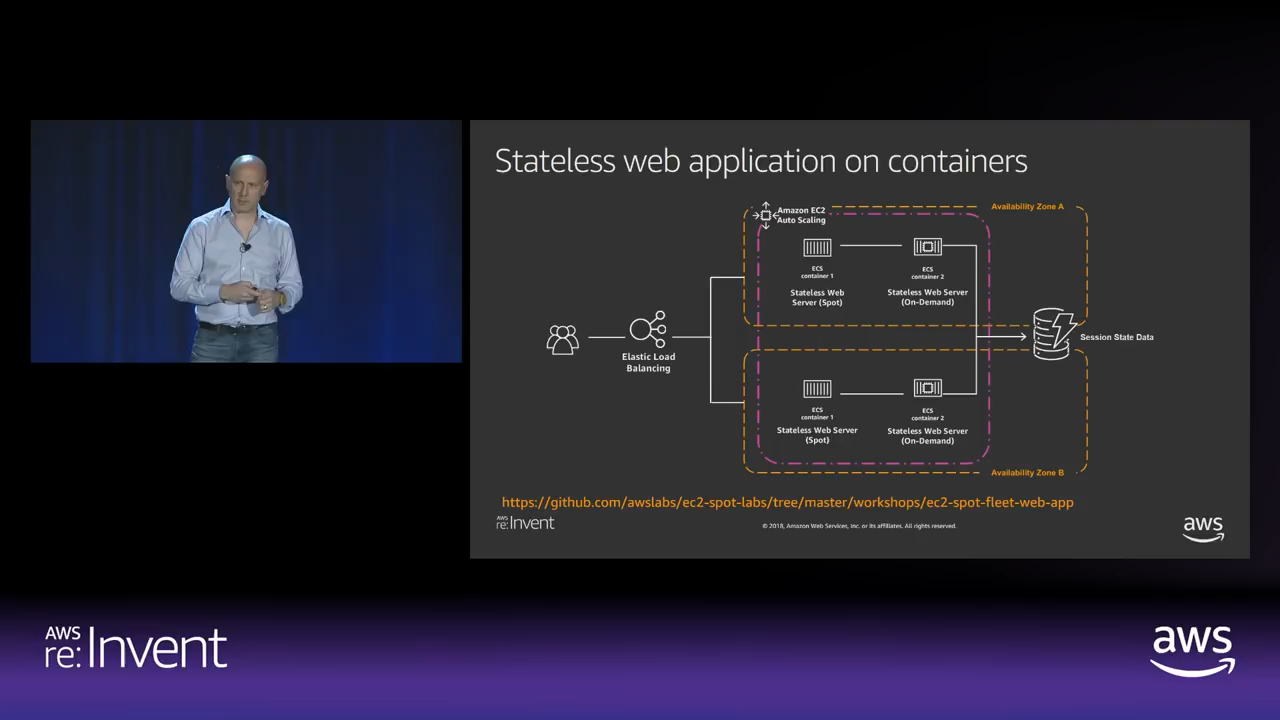 Stateless web application on containers
Amazon EC2
Auto Scaling
Availability Zone A
ECS
container 1
Stateless Web
Server (Spot)
ECS
container 2
Stateless Web Server
(On-Demand)
Elastic Load
Balancing
Session State Data
ECS
container 1
Stateless Web Server
(Spot)
ECS
container 2
Stateless Web Server
(On-Demand)
Availability Zone B
https://github.com/awslabs/ec2-spot-labs/tree/master/workshops/ec2-spot-fleet-web-app
AWS
re:Invent
© 2018, Amazon Web Services, Inc. or its affiliates. All rights reserved.
aws
AWS
re:Invent
aws